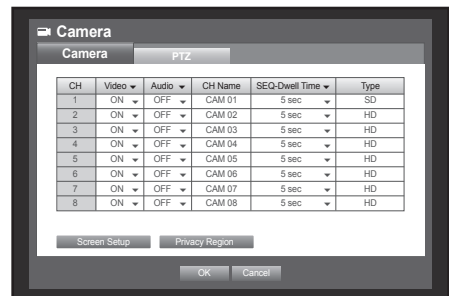 Camera
Camera PTZ
CH Video Audio CH Name SEQ-Dwell Time Type
1 ON OFF CAM 01 5 sec SD
2 ON OFF CAM 02 5 sec HD
3 ON OFF CAM 03 5 sec HD
4 ON OFF CAM 04 5 sec HD
5 ON OFF CAM 05 5 sec HD
6 ON OFF CAM 06 5 sec HD
7 ON OFF CAM 07 5 sec HD
8 ON OFF CAM 08 5 sec HD
Screen Setup Privacy Region
OK Cancel